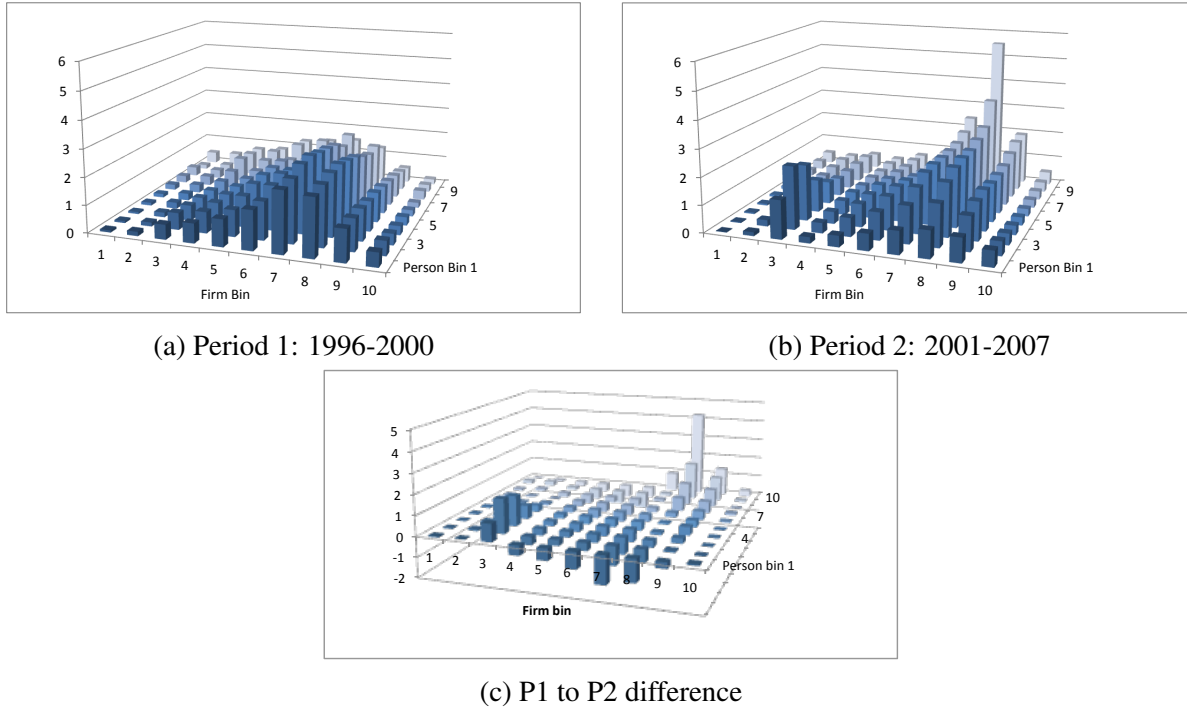 6
5
4
3
2
1
0
1 2 3 4 5 6 7 8 9 10
Firm Bin
Person Bin 1
3
5
7
9
(a) Period 1: 1996-2000
6
5
4
3
2
1
0
1 2 3 4 5 6 7 8 9 10
Firm Bin
Person Bin 1
3
5
7
9
(b) Period 2: 2001-2007
5
4
3
2
1
0
-1
-2
1 2 3 4 5 6 7 8 9 10
Firm bin
Person bin 1
4
7
10
(c) P1 to P2 difference